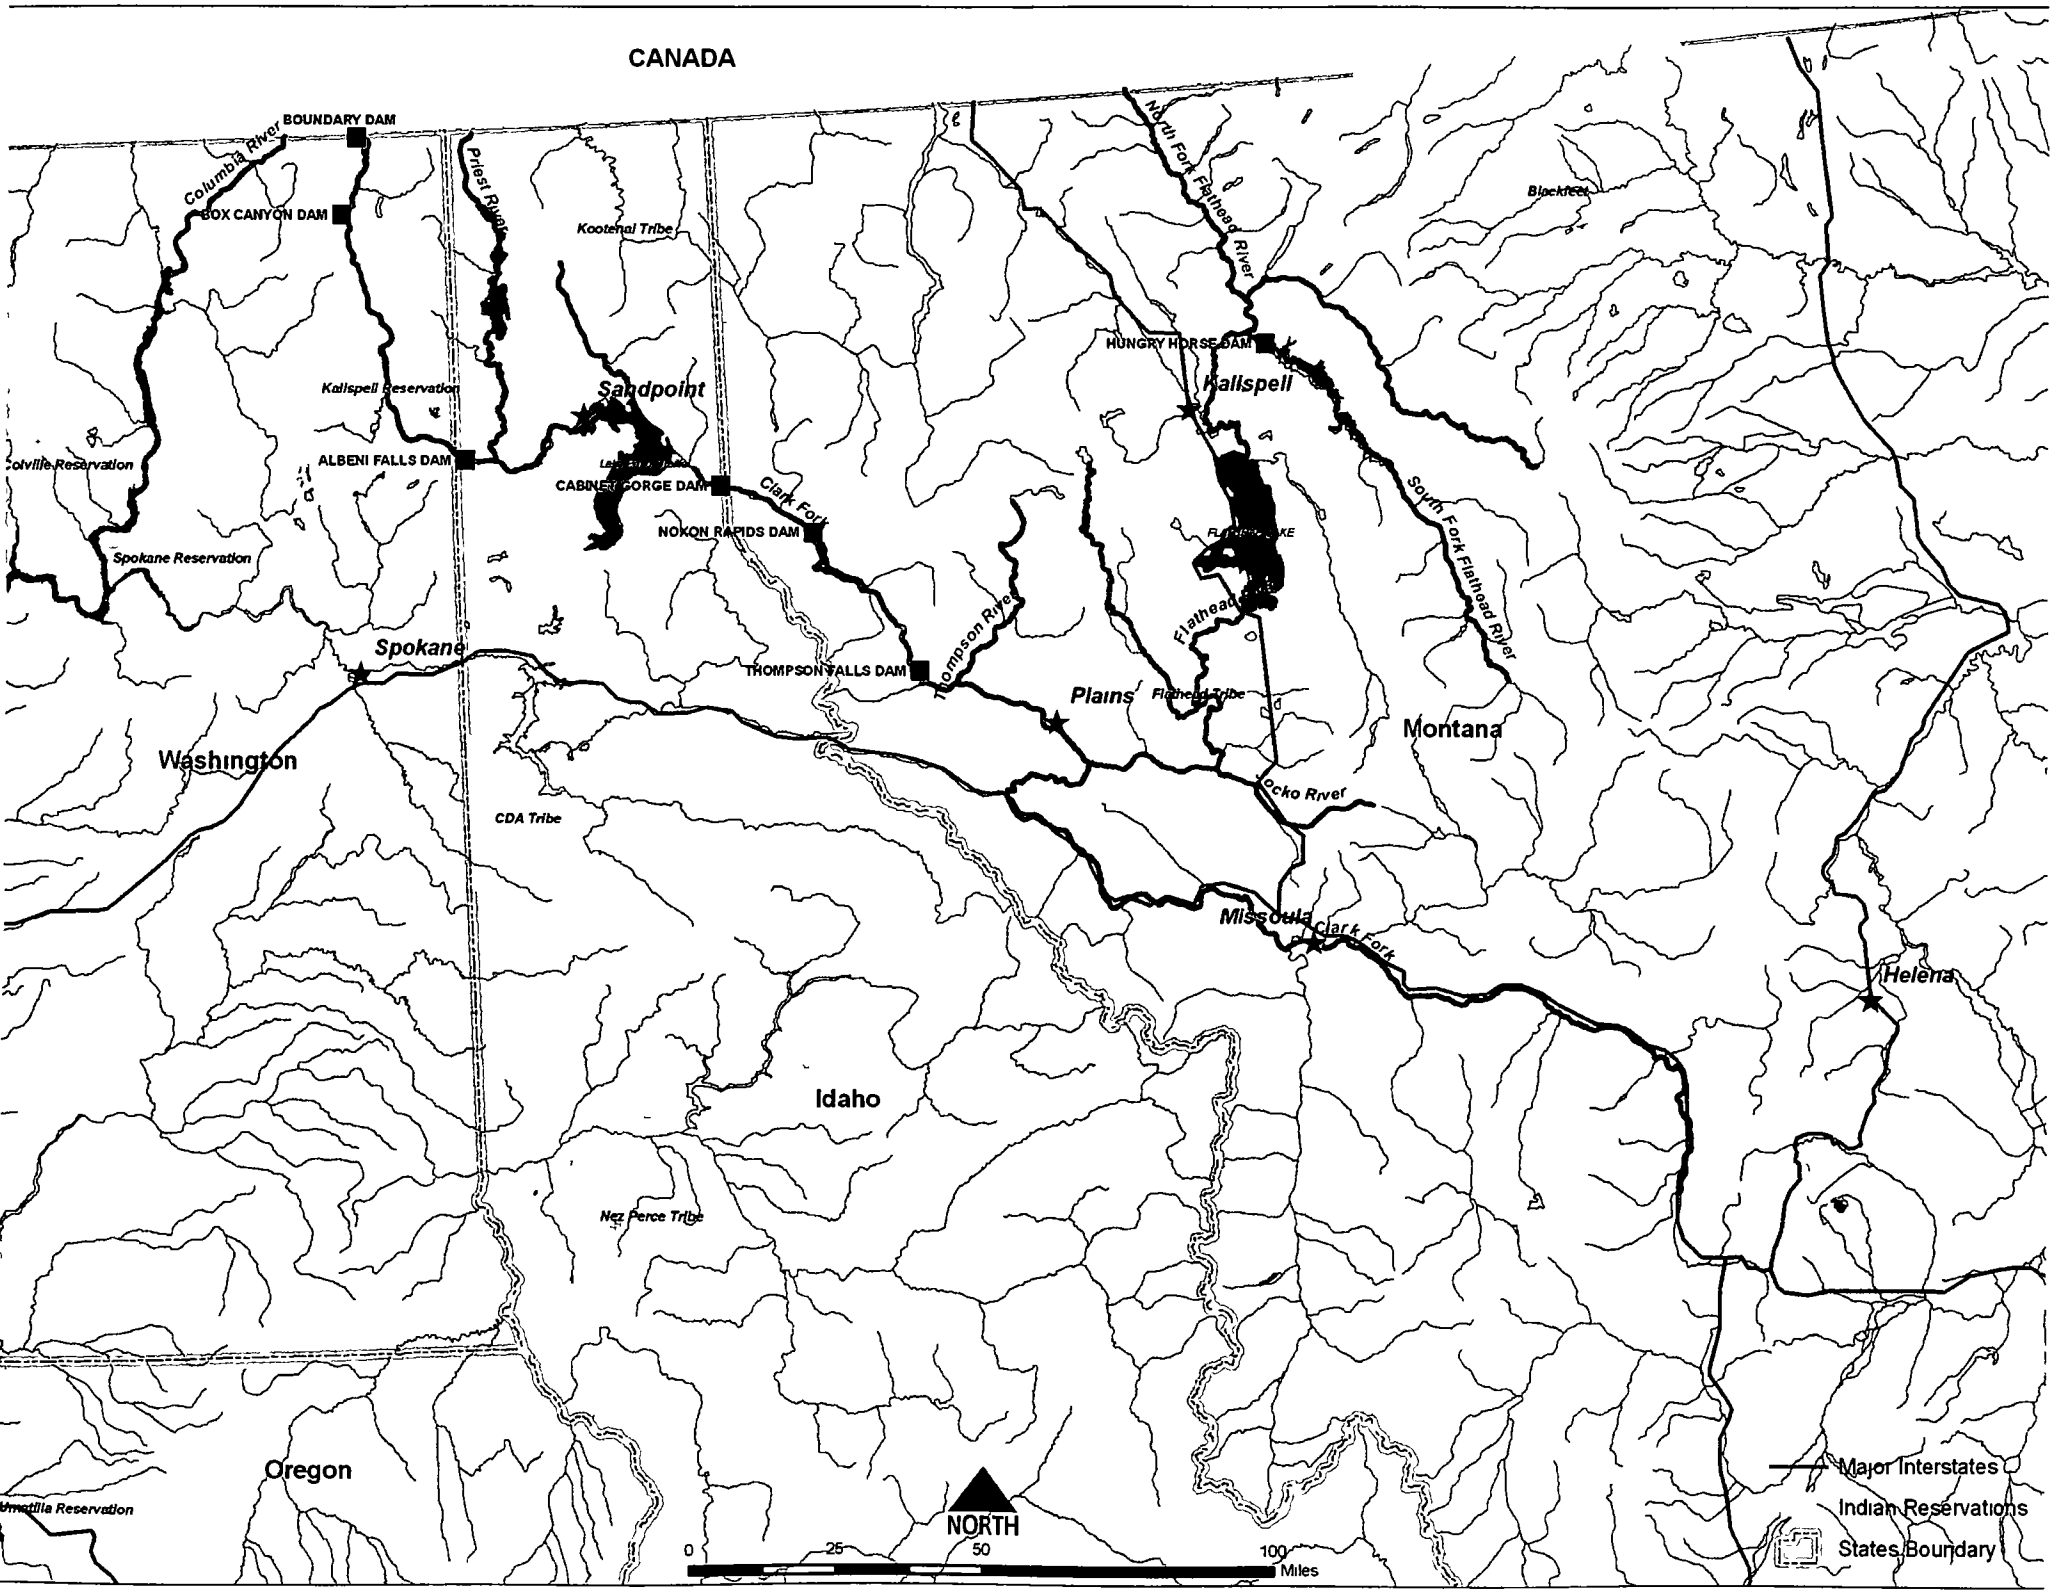 CANADA
BOUNDARY DAM
Columbia River
Priest River
North Fork Flathead River
Blackfeet
BOX CANYON DAM
Kootenai Tribe
HUNGRY HORSE DAM
Kalispell
Kalispell Reservation
Sandpoint
Colville Reservation
ALBENI FALLS DAM
CABINET GORGE DAM
Clark Fork
South Fork Flathead River
NOXON RAPIDS DAM
Spokane Reservation
Thompson River
Flathead
Spokane
THOMPSON FALLS DAM
Plains
Flathead Tribe
Montana
Washington
Jocko River
CDA Tribe
Missoula
Clark Fork
Helena
Idaho
Nez Perce Tribe
Oregon
Umatilla Reservation
NORTH
0 25 50 100
Miles
Major Interstates
Indian Reservations
States Boundary